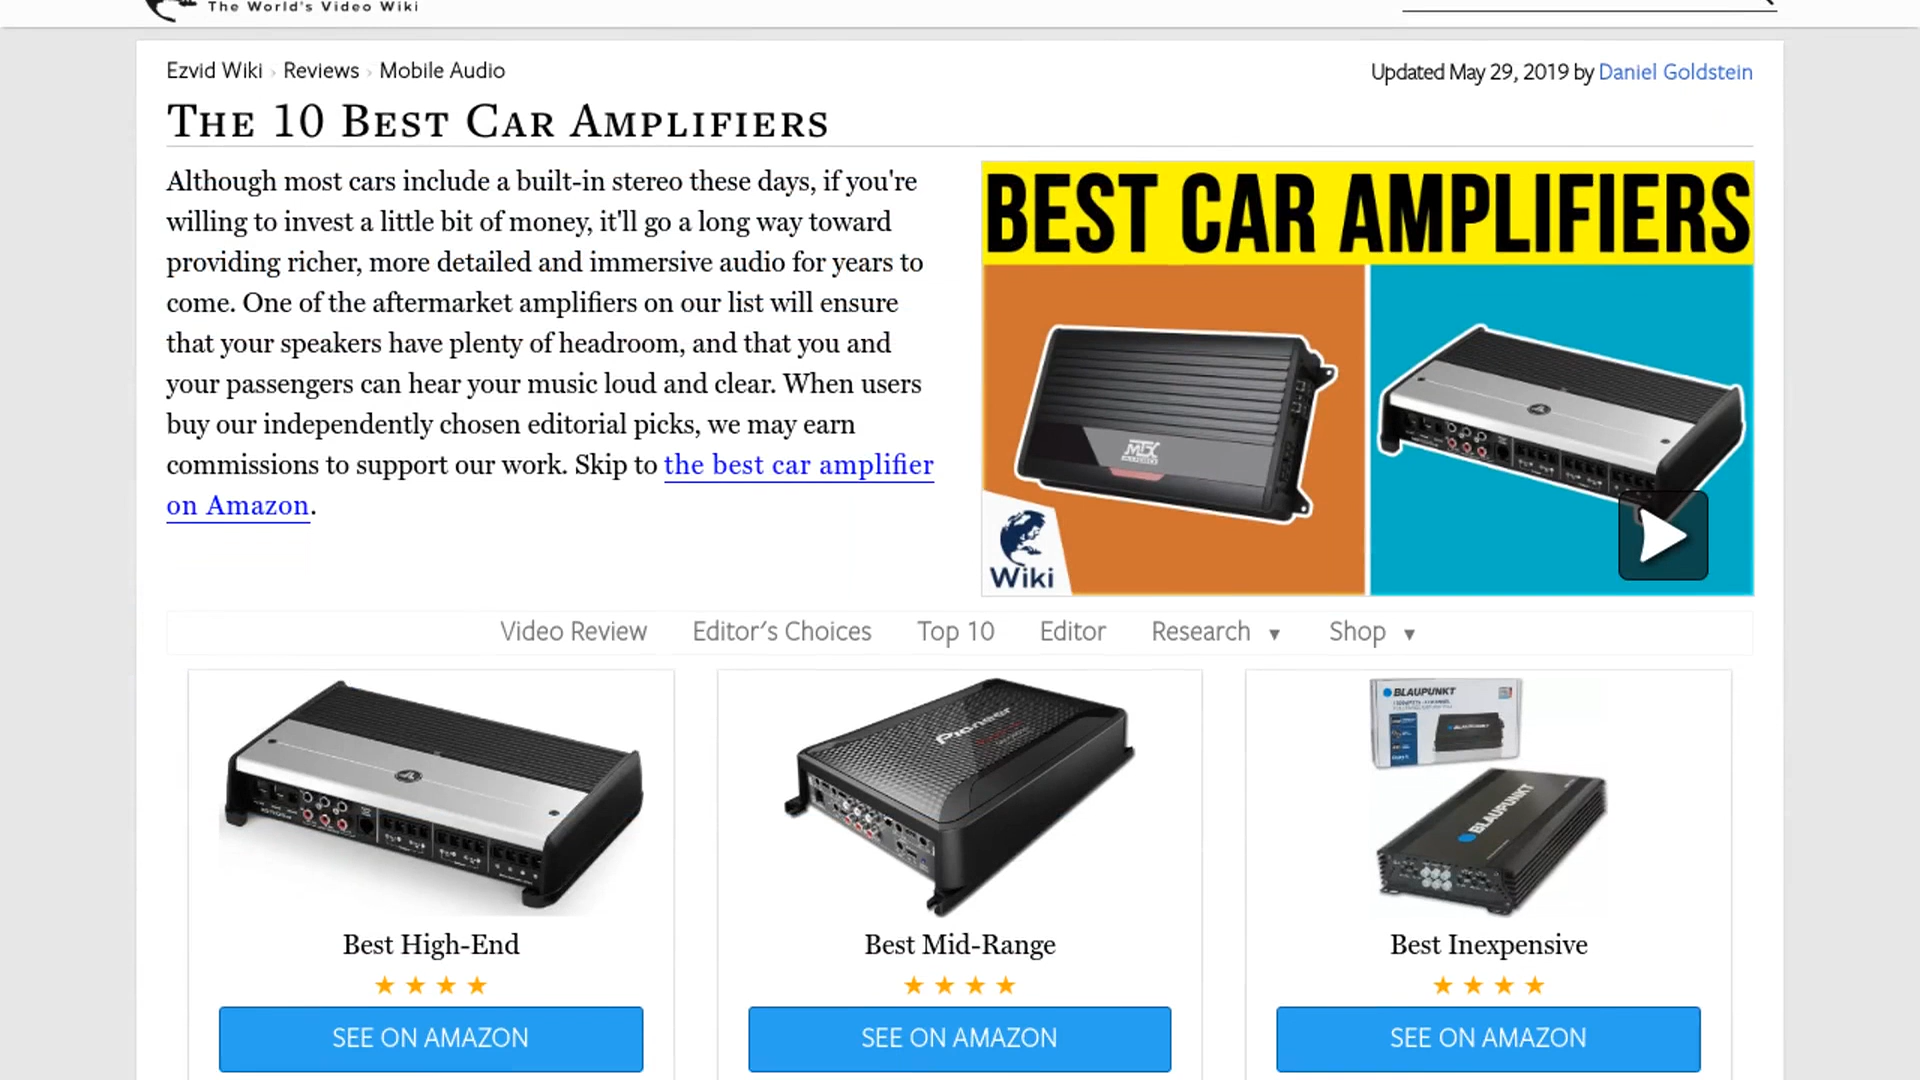 The World's Video Wiki
Ezvid Wiki › Reviews › Mobile Audio
Updated May 29, 2019 by Daniel Goldstein
The 10 Best Car Amplifiers
Although most cars include a built-in stereo these days, if you're
willing to invest a little bit of money, it'll go a long way toward
providing richer, more detailed and immersive audio for years to
come. One of the aftermarket amplifiers on our list will ensure
that your speakers have plenty of headroom, and that you and
your passengers can hear your music loud and clear. When users
buy our independently chosen editorial picks, we may earn
commissions to support our work. Skip to the best car amplifier
on Amazon.
BEST CAR AMPLIFIERS
MTX
Wiki
Video Review Editor's Choices Top 10 Editor Research ▼ Shop ▼
Pioneer
BLAUPUNKT
BLAUPUNKT
BLAUPUNKT
Best High-End
Best Mid-Range
Best Inexpensive
SEE ON AMAZON
SEE ON AMAZON
SEE ON AMAZON